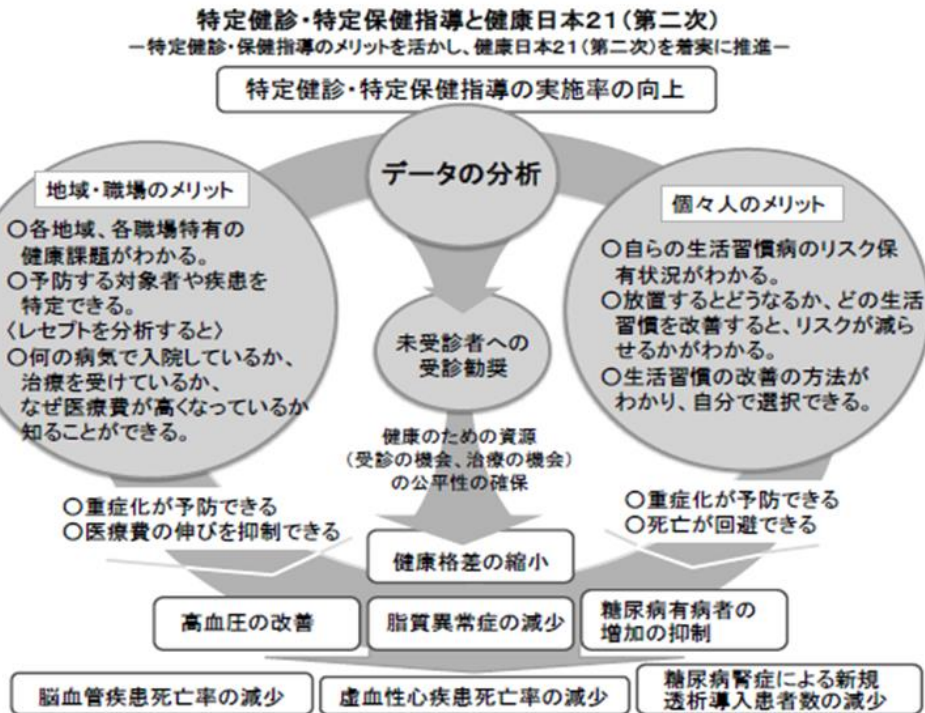 特定健診・特定保健指導と健康日本21(第二次)
－特定健診・保健指導のメリットを活かし、健康日本21(第二次)を着実に推進－
特定健診・特定保健指導の実施率の向上
データの分析
地域・職場のメリット
○各地域、各職場特有の
健康課題がわかる。
○予防する対象者や疾患を
特定できる。
〈レセプトを分析すると〉
○何の病気で入院しているか、
治療を受けているか、
なぜ医療費が高くなっているか
知ることができる。
個々人のメリット
○自らの生活習慣病のリスク保
有状況がわかる。
○放置するとどうなるか、どの生活
習慣を改善すると、リスクが減ら
せるかがわかる。
○生活習慣の改善の方法が
わかり、自分で選択できる。
未受診者への
受診勧奨
健康のための資源
(受診の機会、治療の機会)
の公平性の確保
○重症化が予防できる
○医療費の伸びを抑制できる
○重症化が予防できる
○死亡が回避できる
健康格差の縮小
高血圧の改善
脂質異常症の減少
糖尿病有病者の
増加の抑制
脳血管疾患死亡率の減少
虚血性心疾患死亡率の減少
糖尿病腎症による新規
透析導入患者数の減少